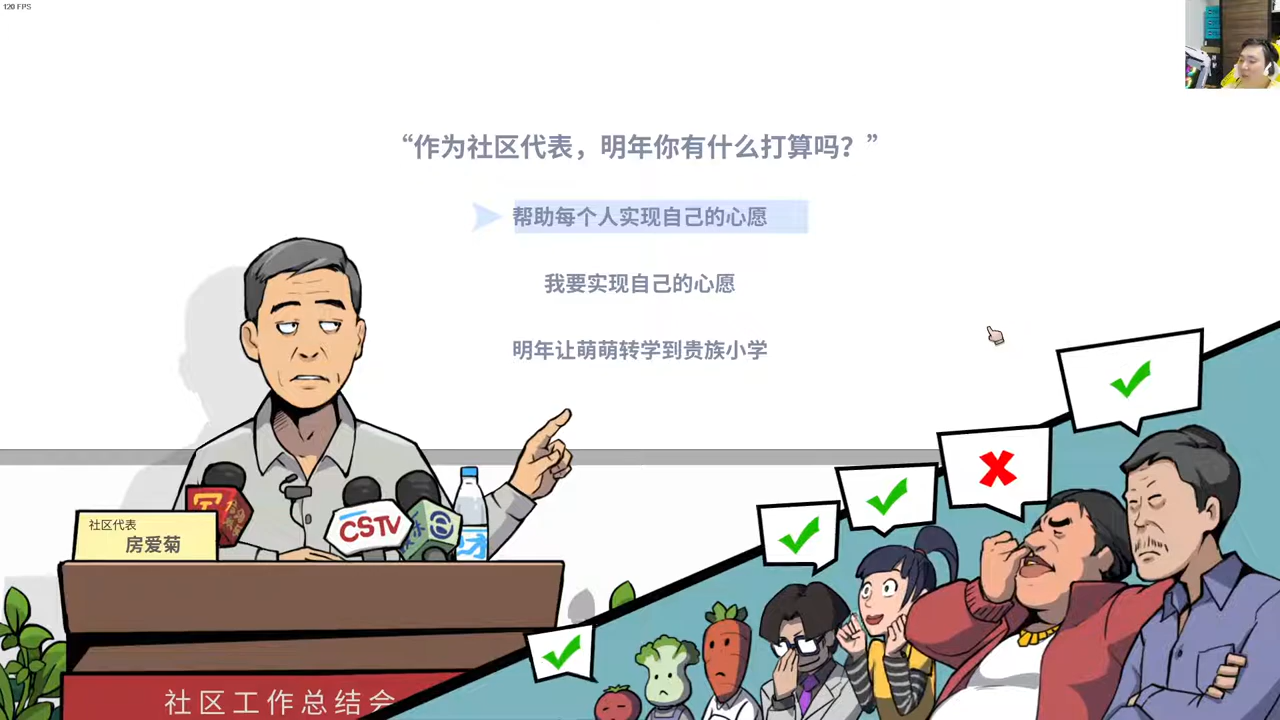 120 FPS
“作为社区代表，明年你有什么打算吗？”
帮助每个人实现自己的心愿
我要实现自己的心愿
明年让萌萌转学到贵族小学
社区代表
房爱菊
CSTV
社区工作总结会